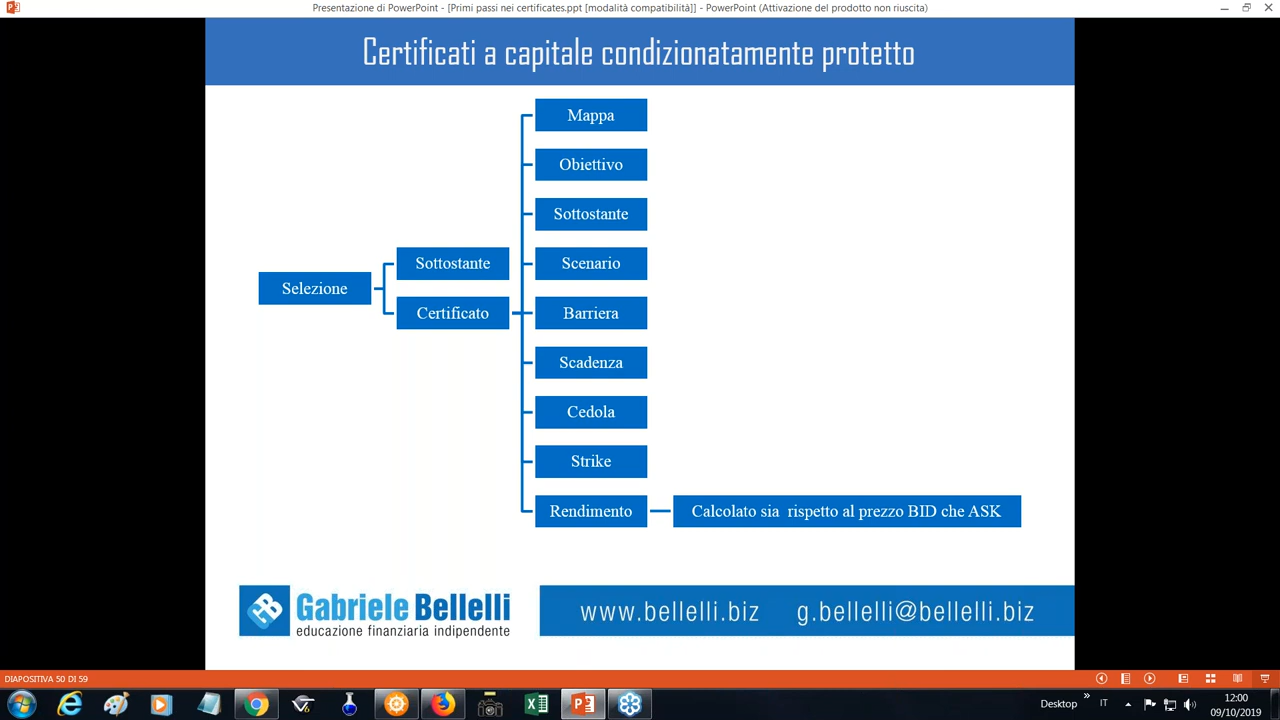 Presentazione di PowerPoint - [Primi passi nei certificates.ppt [modalità compatibilità]] - PowerPoint (Attivazione del prodotto non riuscita)
Certificati a capitale condizionatamente protetto
Mappa
Obiettivo
Sottostante
Sottostante
Scenario
Selezione
Certificato
Barriera
Scadenza
Cedola
Strike
Rendimento
Calcolato sia rispetto al prezzo BID che ASK
Gabriele Bellelli
educazione finanziaria indipendente
www.bellelli.biz g.bellelli@bellelli.biz
DIAPOSITIVA 50 DI 59
Desktop
IT
12:00
09/10/2019